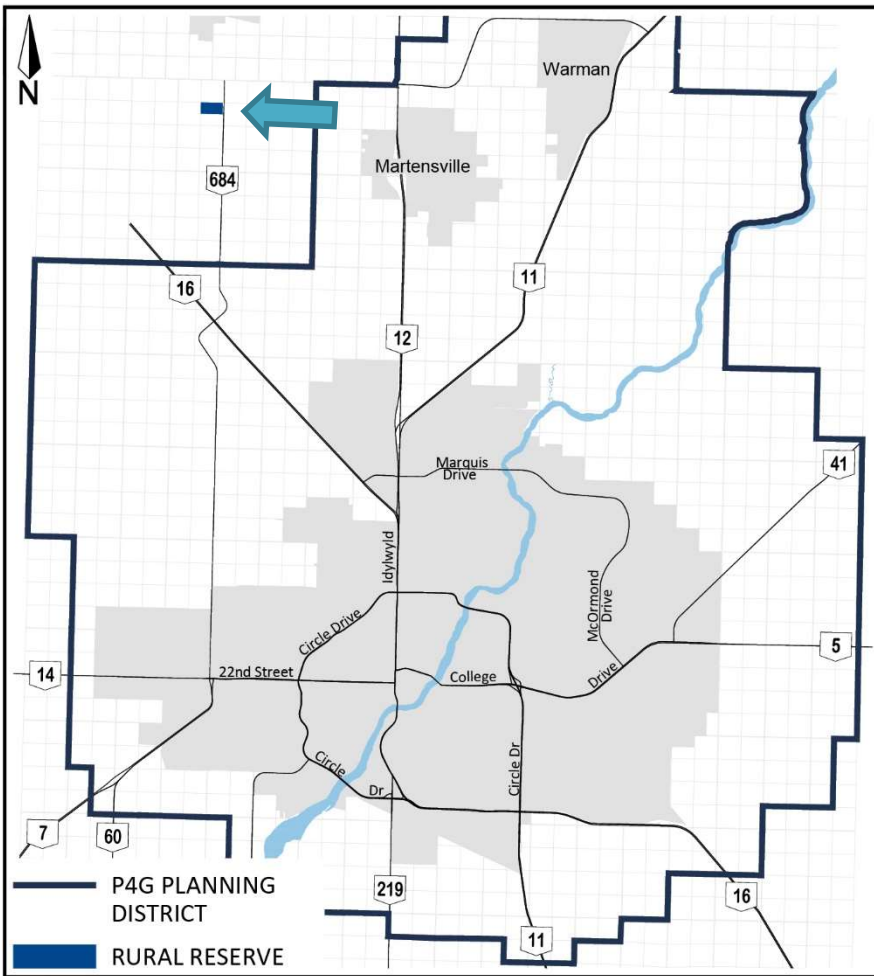 Warman
N
Martensville
684
16
11
12
41
Marquis
Drive
Idylwyld
McOrmond
Drive
Circle Drive
5
14
22nd Street
College
Drive
Circle
Dr
Circle Dr
7
60
P4G PLANNING
DISTRICT
219
16
11
RURAL RESERVE